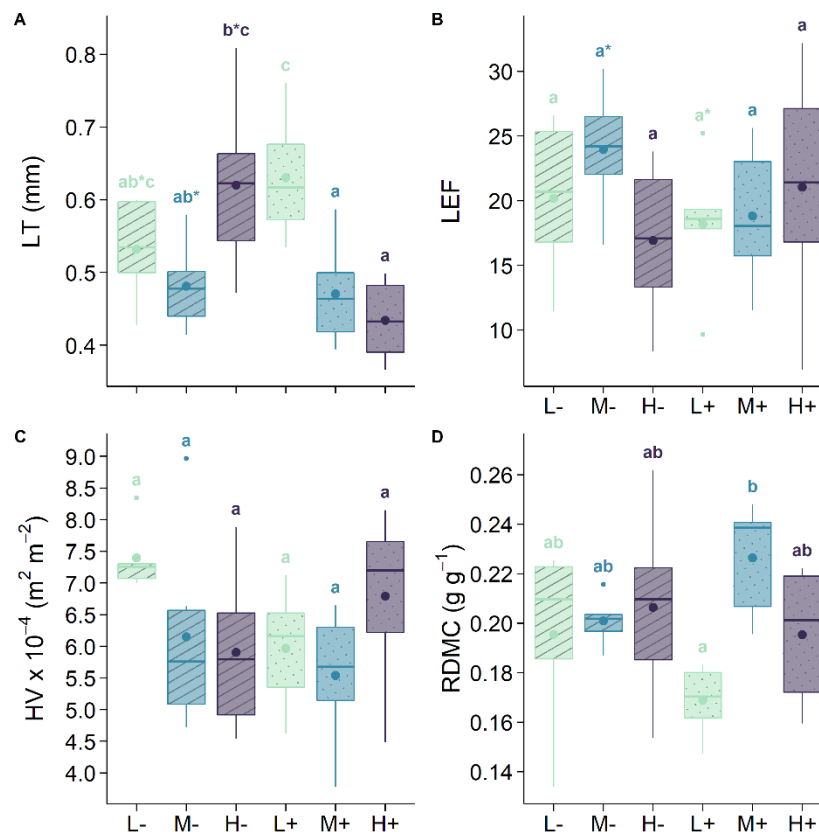 A
LT (mm)
0.8
0.7
0.6
0.5
0.4
ab*c
ab*
b*c
c
a
a
B
LEF
30
25
20
15
10
a
a*
a
a*
a
a
L- M- H- L+ M+ H+
C
HV x 10⁻⁴ (m² m⁻²)
9.0
8.5
8.0
7.5
7.0
6.5
6.0
5.5
5.0
4.5
4.0
a
a
a
a
a
a
L- M- H- L+ M+ H+
D
RDMC (g g⁻¹)
0.26
0.24
0.22
0.20
0.18
0.16
0.14
ab
ab
ab
a
b
ab
L- M- H- L+ M+ H+